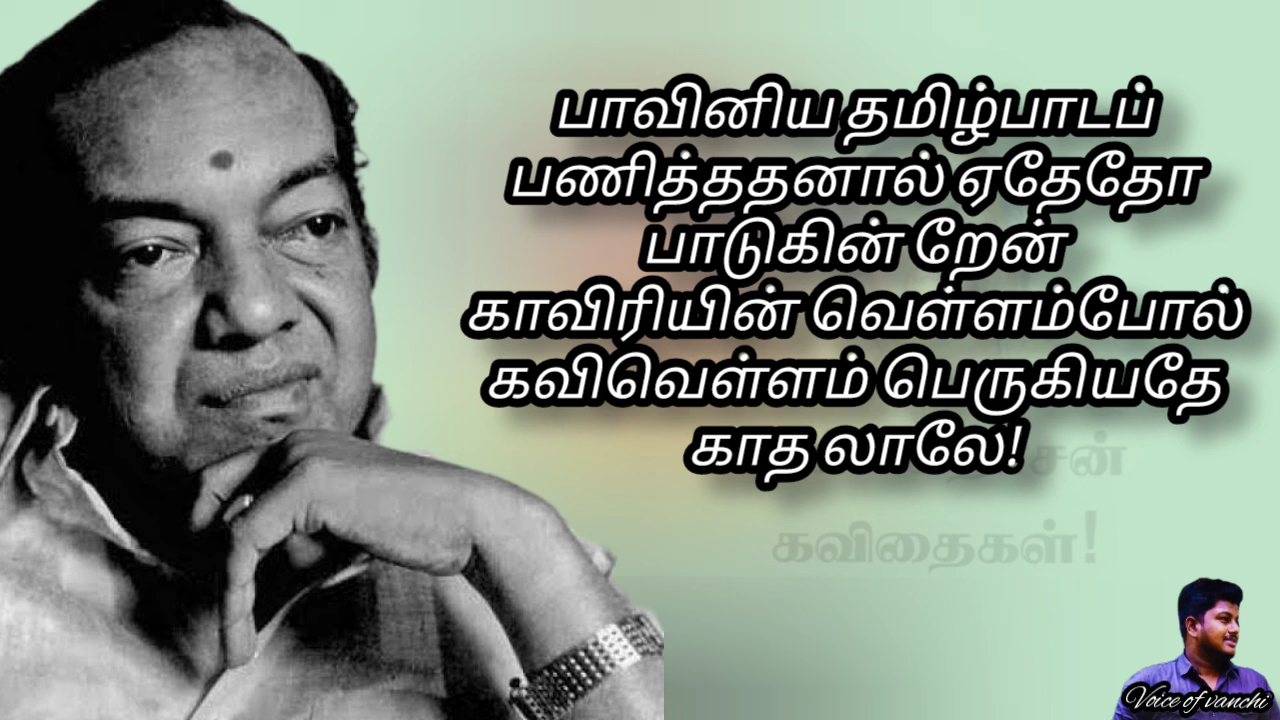 பாவினிய தமிழ்பாடப்
பணித்ததனால் ஏதேதோ
பாடுகின் றேன்
காவிரியின் வெள்ளம்போல்
கவிவெள்ளம் பெருகியதே
காத லாலே!
கவிதைகள்!
Voice of vanchi